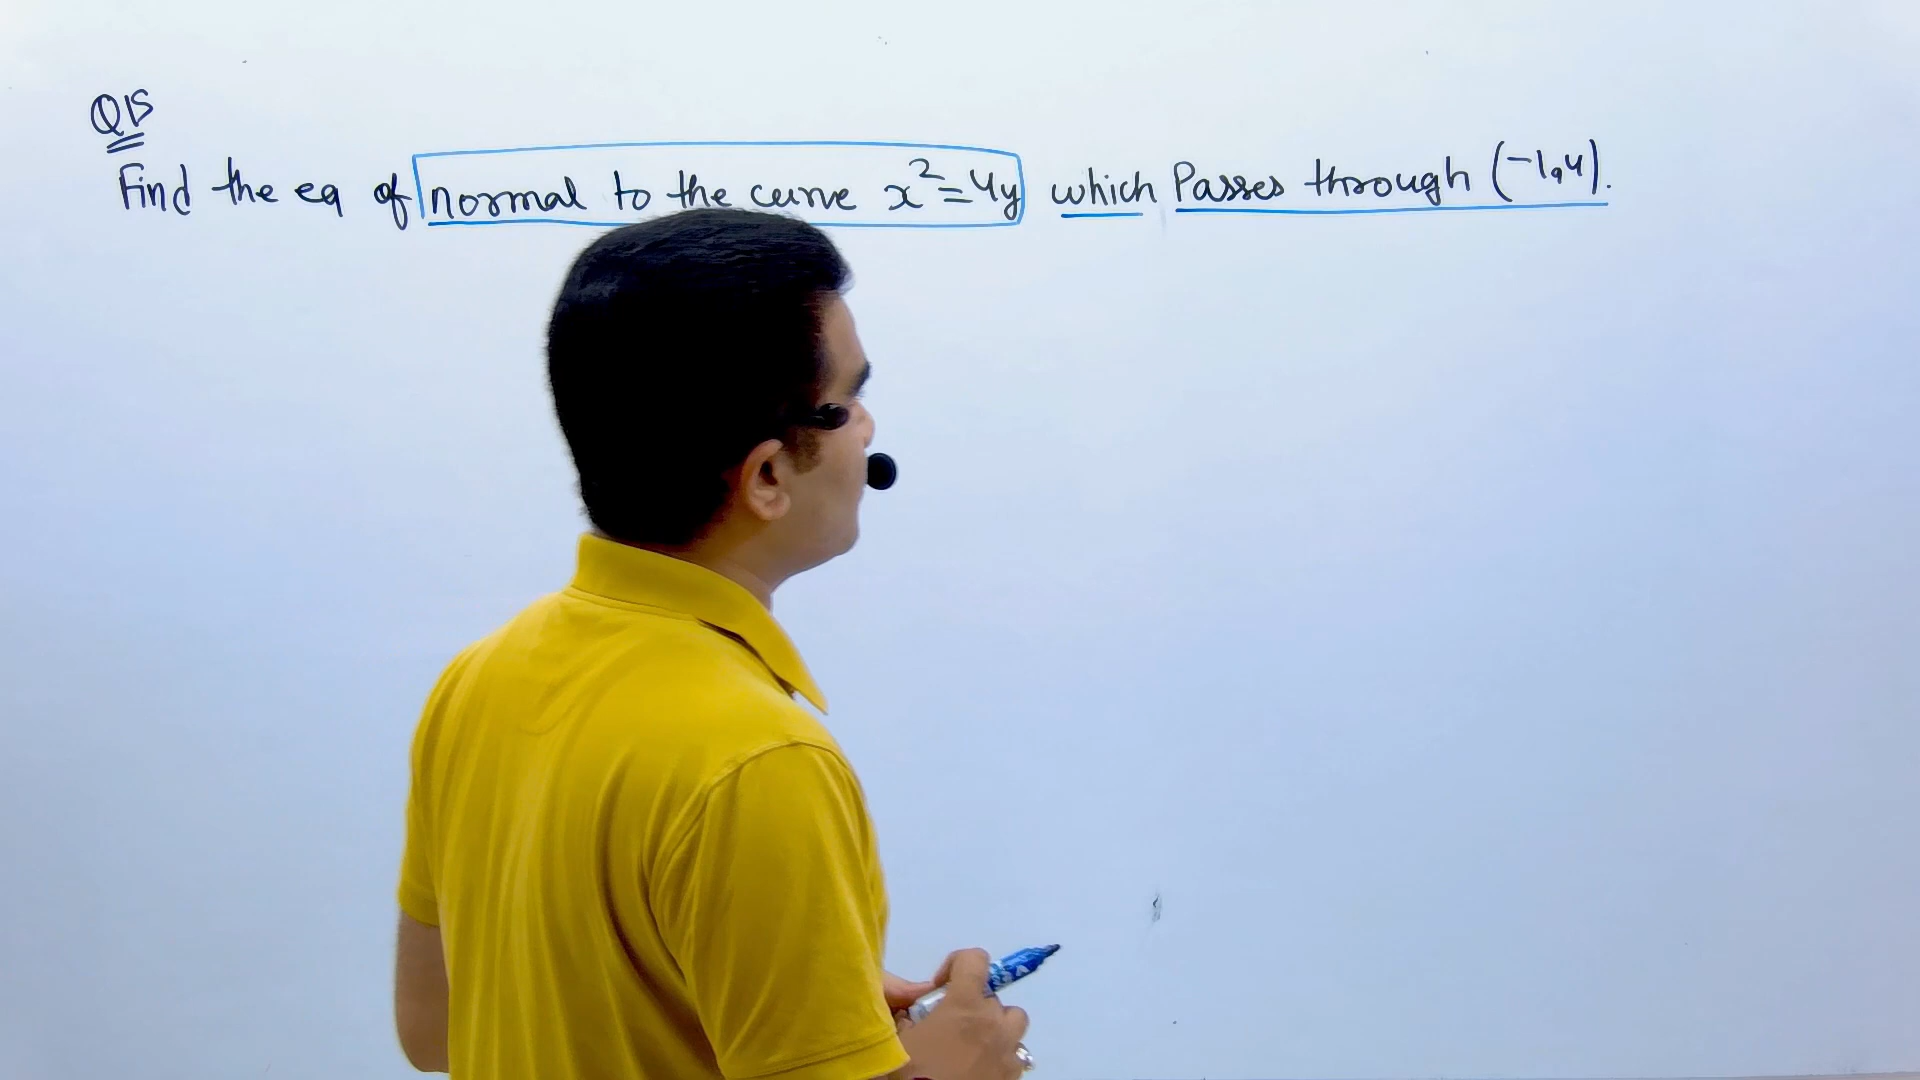 Q15
Find the eq of normal to the curve x²=4y which Passes through (-1,4).